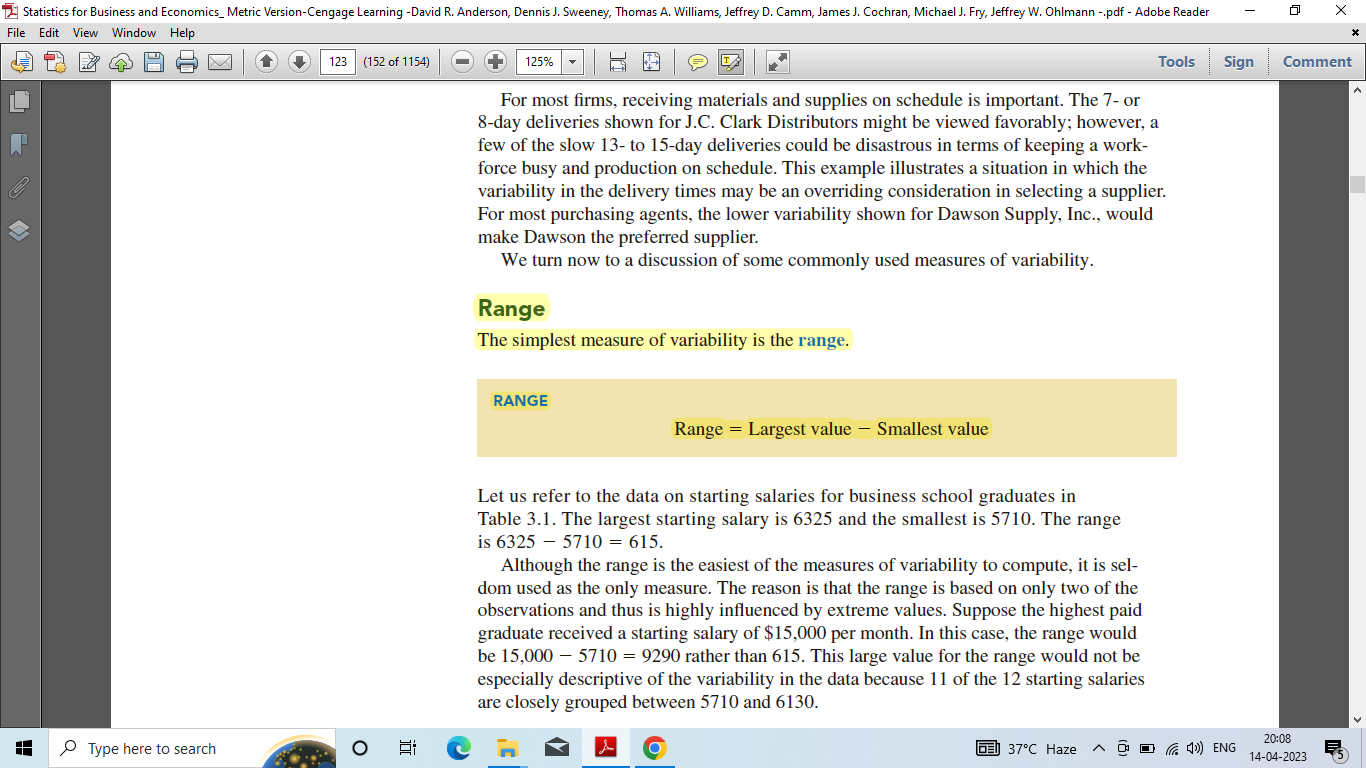 Statistics for Business and Economics_ Metric Version-Cengage Learning -David R. Anderson, Dennis J. Sweeney, Thomas A. Williams, Jeffrey D. Camm, James J. Cochran, Michael J. Fry, Jeffrey W. Ohlmann -.pdf - Adobe Reader
File Edit View Window Help
123 (152 of 1154) 125% Tools Sign Comment
For most firms, receiving materials and supplies on schedule is important. The 7- or
8-day deliveries shown for J.C. Clark Distributors might be viewed favorably; however, a
few of the slow 13- to 15-day deliveries could be disastrous in terms of keeping a work-
force busy and production on schedule. This example illustrates a situation in which the
variability in the delivery times may be an overriding consideration in selecting a supplier.
For most purchasing agents, the lower variability shown for Dawson Supply, Inc., would
make Dawson the preferred supplier.
We turn now to a discussion of some commonly used measures of variability.
Range
The simplest measure of variability is the range.
RANGE
Range = Largest value − Smallest value
Let us refer to the data on starting salaries for business school graduates in
Table 3.1. The largest starting salary is 6325 and the smallest is 5710. The range
is 6325 − 5710 = 615.
Although the range is the easiest of the measures of variability to compute, it is sel-
dom used as the only measure. The reason is that the range is based on only two of the
observations and thus is highly influenced by extreme values. Suppose the highest paid
graduate received a starting salary of $15,000 per month. In this case, the range would
be 15,000 − 5710 = 9290 rather than 615. This large value for the range would not be
especially descriptive of the variability in the data because 11 of the 12 starting salaries
are closely grouped between 5710 and 6130.
Type here to search
37°C Haze
ENG
20:08
14-04-2023
5